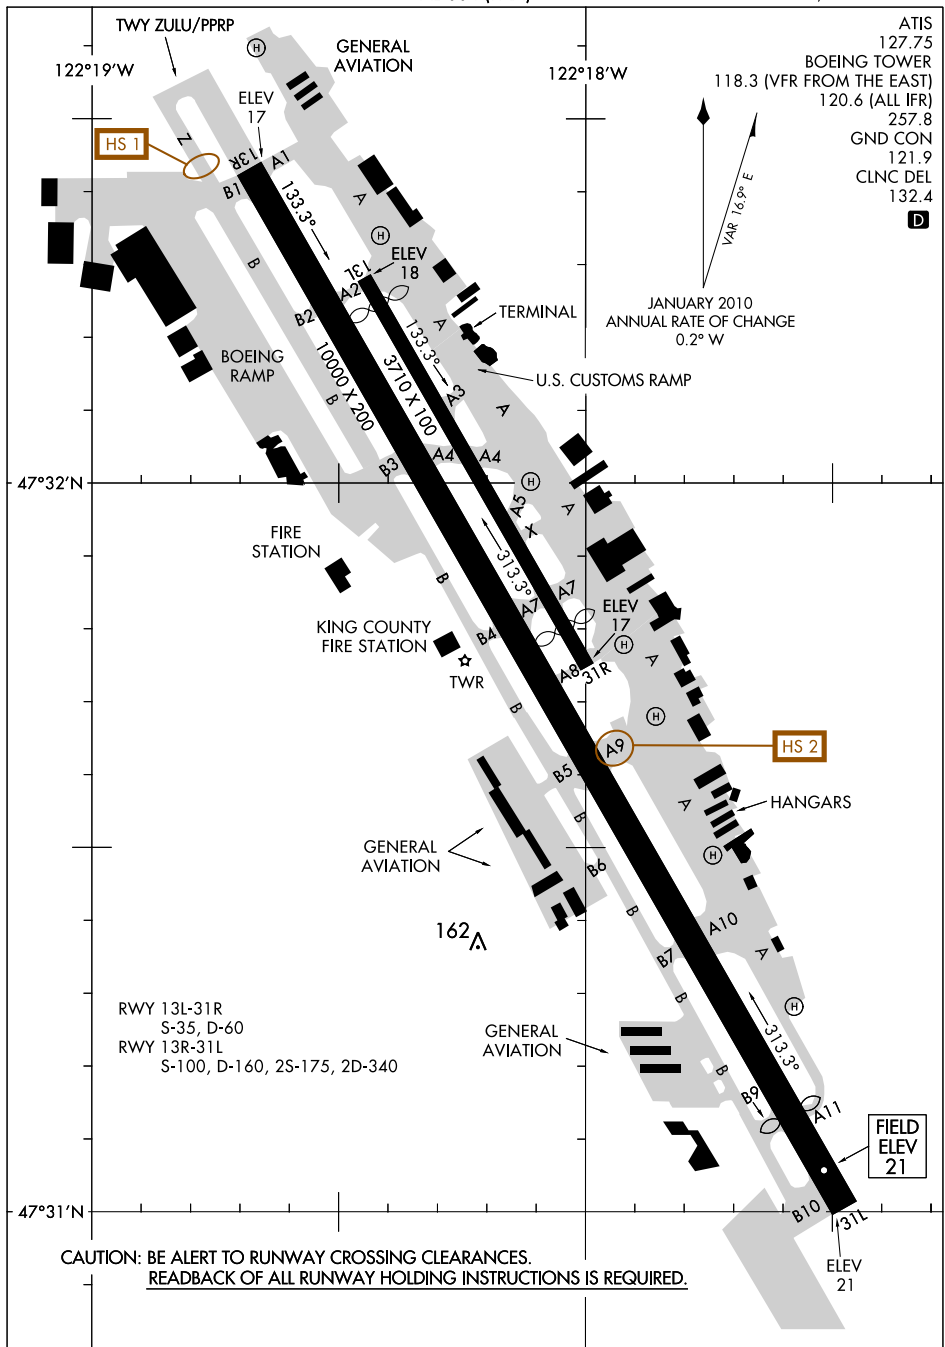 TWY ZULU/PPRP
122°19'W
H
GENERAL
AVIATION
122°18'W
ATIS
127.75
BOEING TOWER
118.3 (VFR FROM THE EAST)
120.6 (ALL IFR)
257.8
GND CON
121.9
CLNC DEL
132.4
D
ELEV
17
HS 1
Z
13R
A1
B1
133.3°
A
H
VAR 16.9° E
JANUARY 2010
ANNUAL RATE OF CHANGE
0.2° W
B
13L
ELEV
18
A2
B2
A
TERMINAL
BOEING
RAMP
10000 X 200
3710 X 100
133.3°
U.S. CUSTOMS RAMP
B
A3
A
B3
A4
A4
47°32'N
H
A5
A
X
FIRE
STATION
313.3°
B
A7
A7
ELEV
17
KING COUNTY
FIRE STATION
B4
TWR
A8
31R
H
A
B
H
A9
HS 2
B5
A
HANGARS
B
GENERAL
AVIATION
H
B6
B
A10
162
B7
A
B
H
RWY 13L-31R
S-35, D-60
RWY 13R-31L
S-100, D-160, 2S-175, 2D-340
GENERAL
AVIATION
313.3°
B
B9
A11
FIELD
ELEV
21
47°31'N
B10
31L
ELEV
21
CAUTION: BE ALERT TO RUNWAY CROSSING CLEARANCES.
READBACK OF ALL RUNWAY HOLDING INSTRUCTIONS IS REQUIRED.